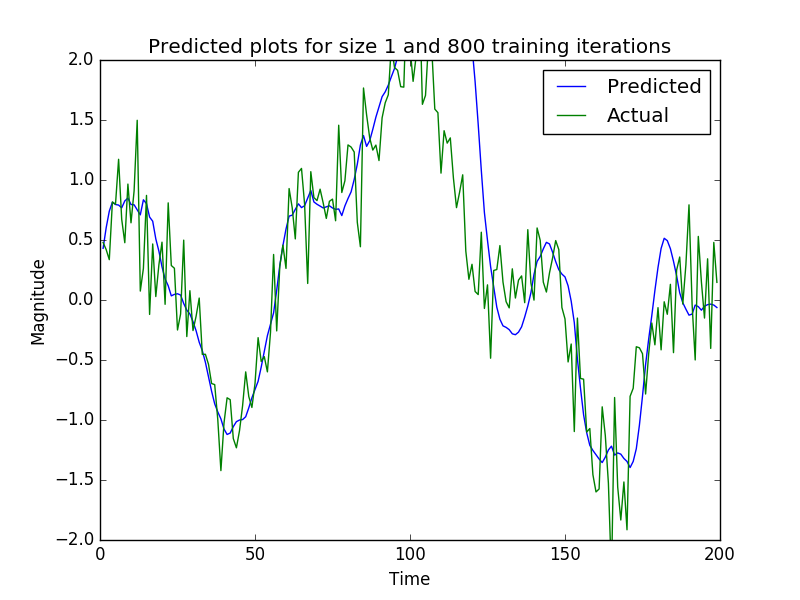 Predicted plots for size 1 and 800 training iterations
Predicted
Actual
2.0
1.5
1.0
0.5
0.0
−0.5
−1.0
−1.5
−2.0
Magnitude
0 50 100 150 200
Time